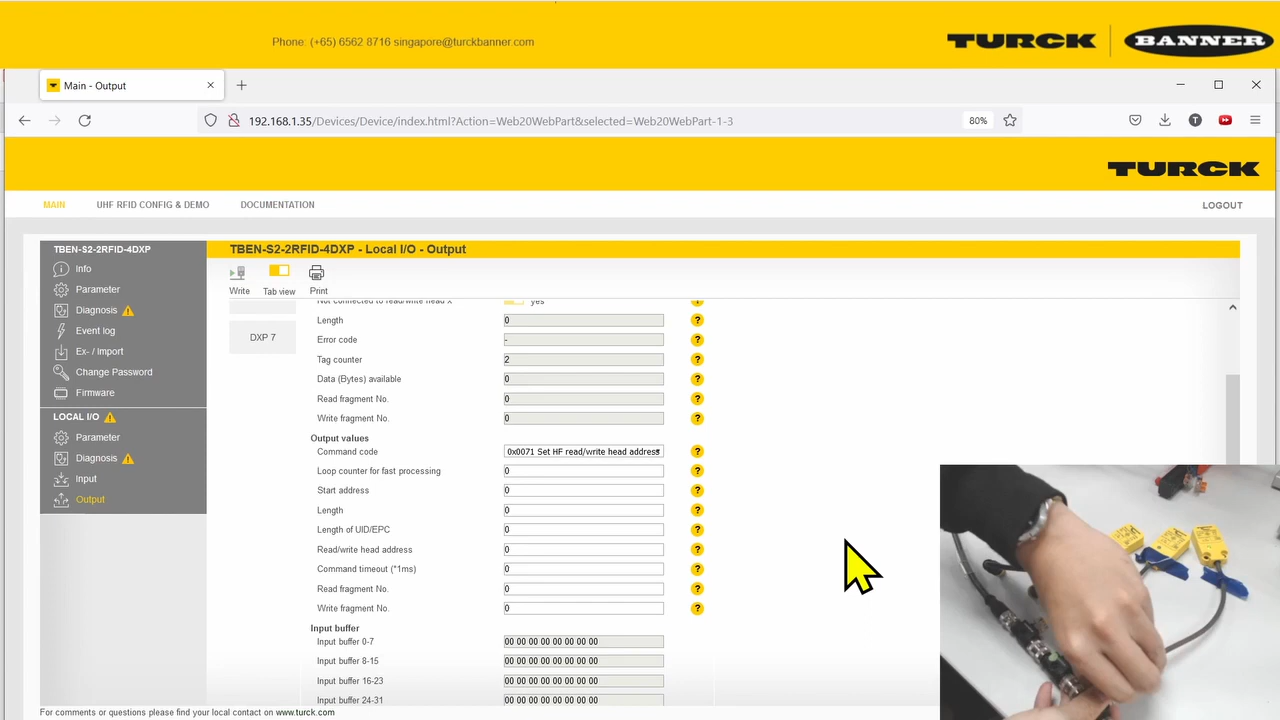 Phone: (+65) 6562 8716 singapore@turckbanner.com
TURCK BANNER
Main - Output
192.168.1.35/Devices/Device/index.html?Action=Web20WebPart&selected=Web20WebPart-1-3
80%
T
TURCK
MAIN UHF RFID CONFIG & DEMO DOCUMENTATION LOGOUT
TBEN-S2-2RFID-4DXP
Info
Parameter
Diagnosis
Event log
Ex- / Import
Change Password
Firmware
LOCAL I/O
Parameter
Diagnosis
Input
Output
TBEN-S2-2RFID-4DXP - Local I/O - Output
Write Tab view Print
DXP 7
Not connected to read/write head X yes
Length 0 ?
Error code - ?
Tag counter 2 ?
Data (Bytes) available 0 ?
Read fragment No. 0 ?
Write fragment No. 0 ?
Output values
Command code 0x0071 Set HF read/write head address ?
Loop counter for fast processing 0 ?
Start address 0 ?
Length 0 ?
Length of UID/EPC 0 ?
Read/write head address 0 ?
Command timeout (*1ms) 0 ?
Read fragment No. 0 ?
Write fragment No. 0 ?
Input buffer
Input buffer 0-7 00 00 00 00 00 00 00 00
Input buffer 8-15 00 00 00 00 00 00 00 00
Input buffer 16-23 00 00 00 00 00 00 00 00
Input buffer 24-31 00 00 00 00 00 00 00 00
For comments or questions please find your local contact on www.turck.com